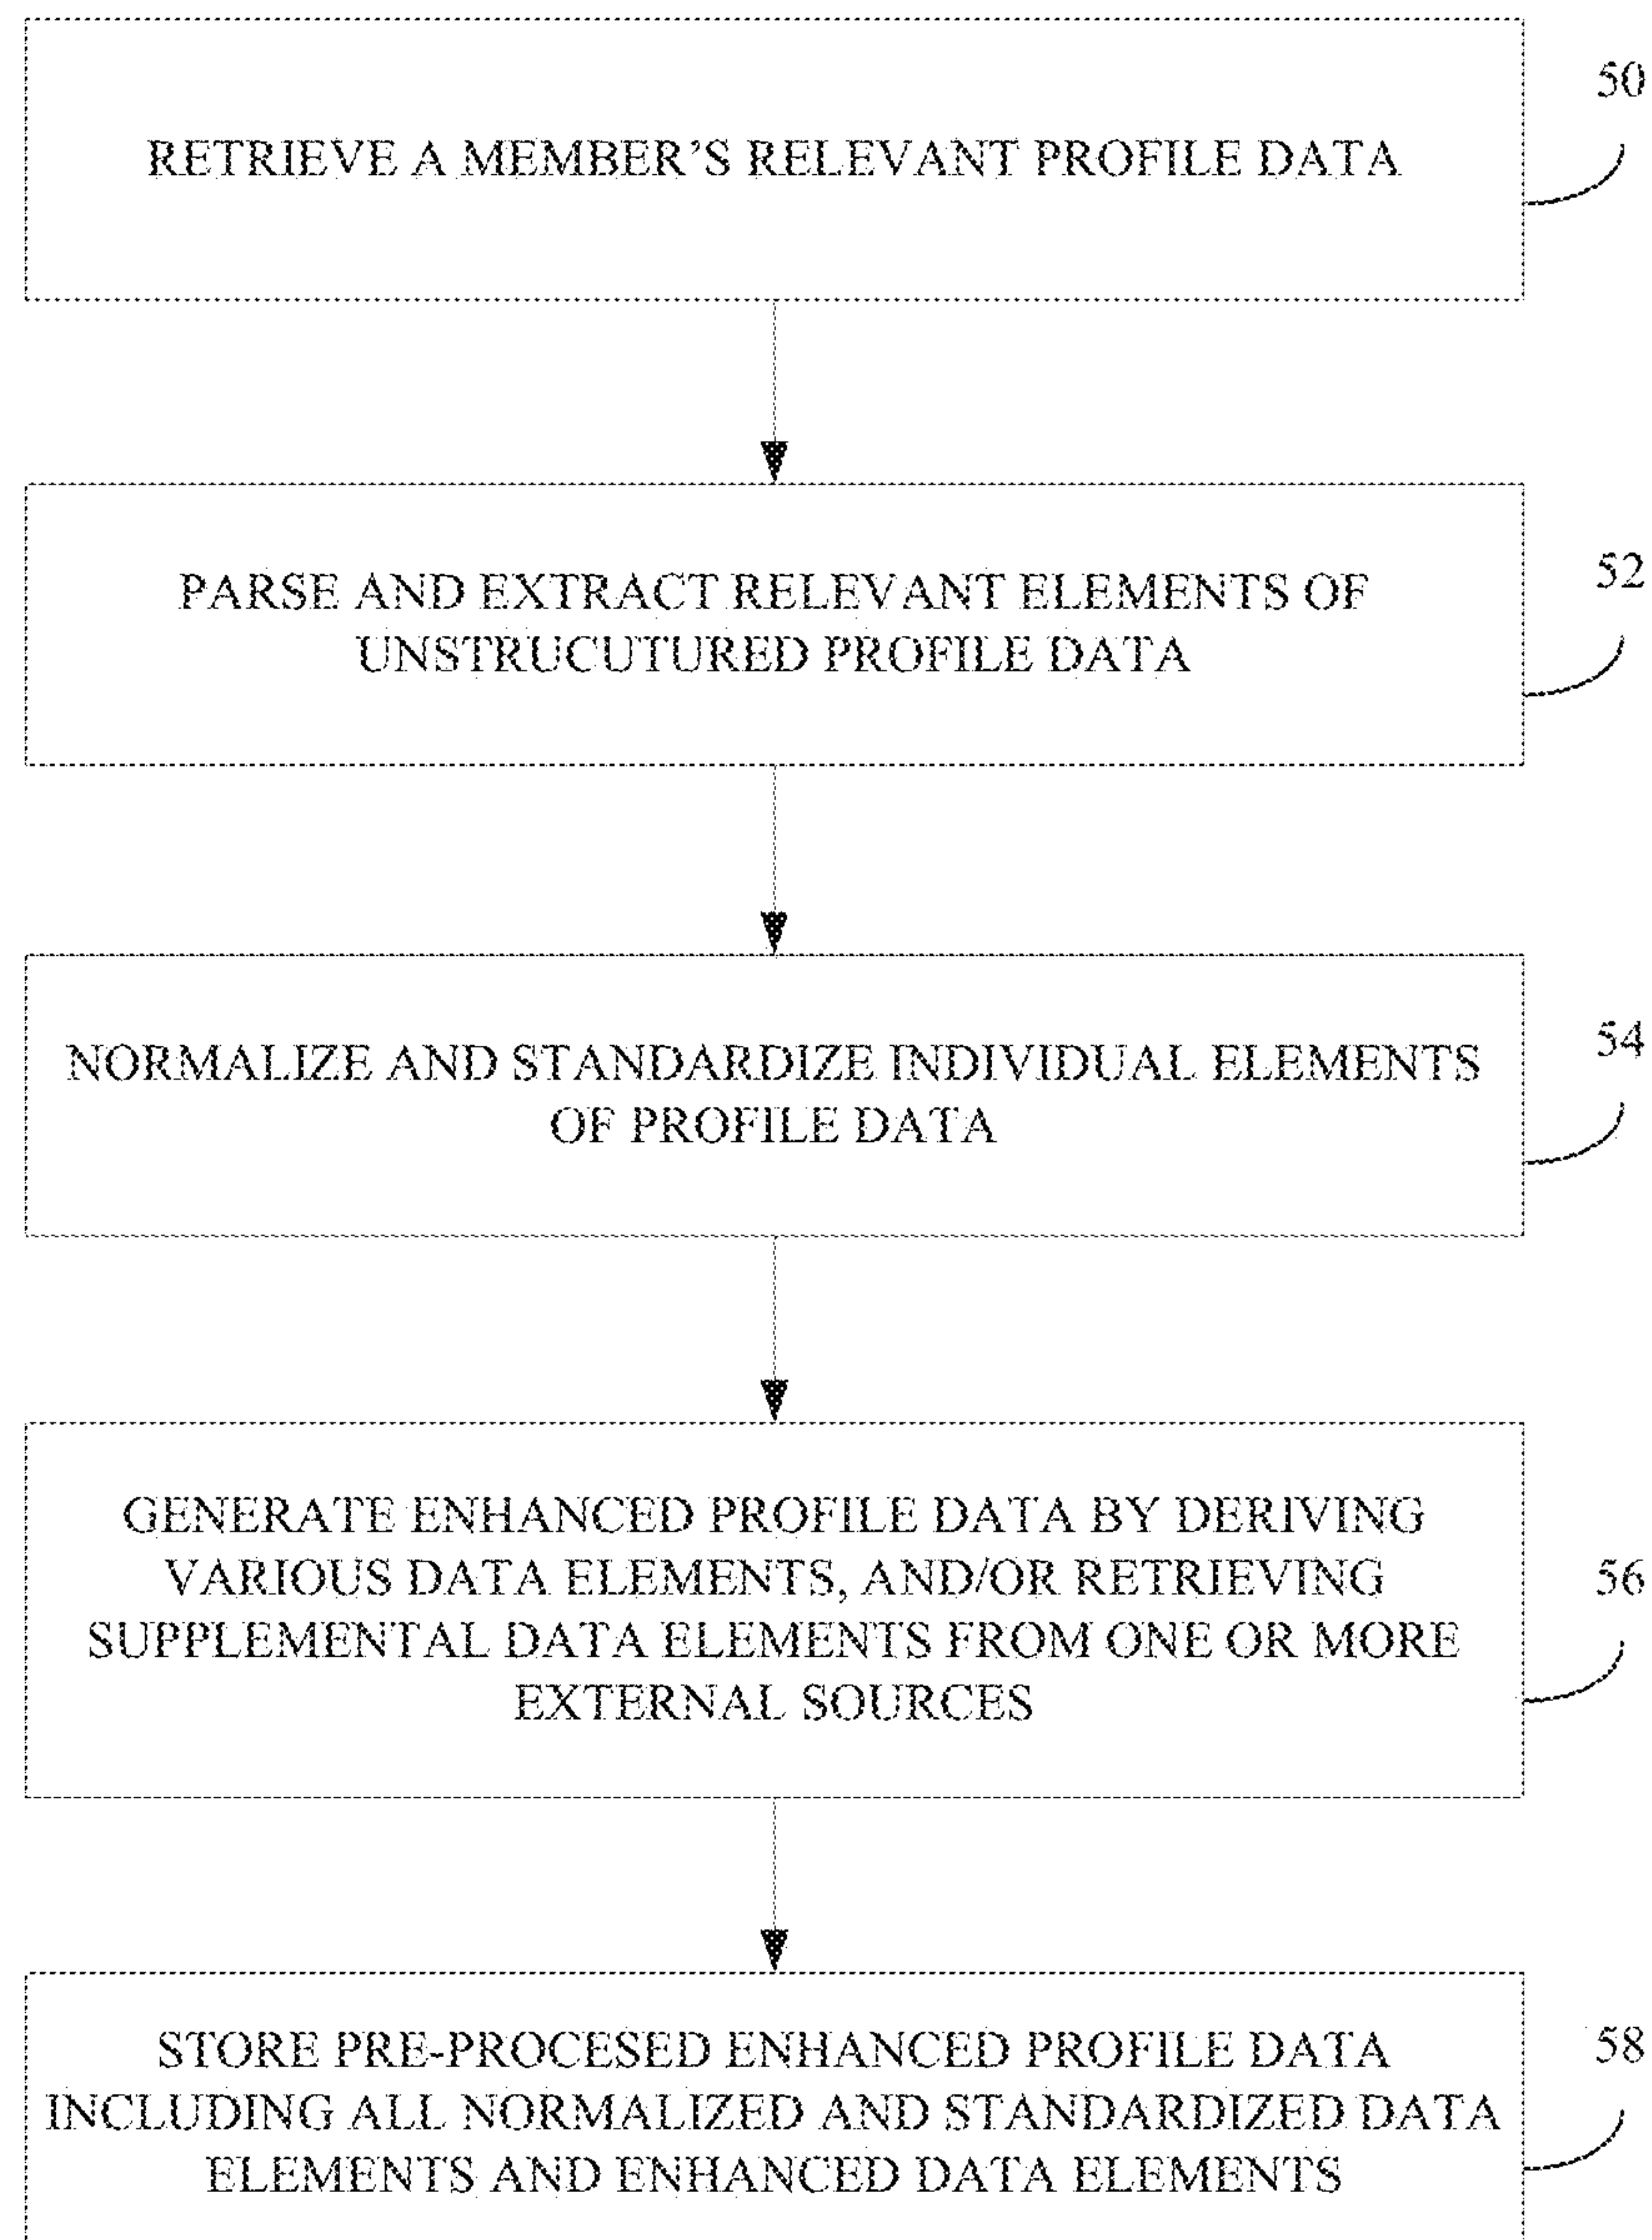 50
RETRIEVE A MEMBER'S RELEVANT PROFILE DATA
52
PARSE AND EXTRACT RELEVANT ELEMENTS OF
UNSTRUCUTURED PROFILE DATA
54
NORMALIZE AND STANDARDIZE INDIVIDUAL ELEMENTS
OF PROFILE DATA
GENERATE ENHANCED PROFILE DATA BY DERIVING
VARIOUS DATA ELEMENTS, AND/OR RETRIEVING
56
SUPPLEMENTAL DATA ELEMENTS FROM ONE OR MORE
EXTERNAL SOURCES
58
STORE PRE-PROCESED ENHANCED PROFILE DATA
INCLUDING ALL NORMALIZED AND STANDARDIZED DATA
ELEMENTS AND ENHANCED DATA ELEMENTS